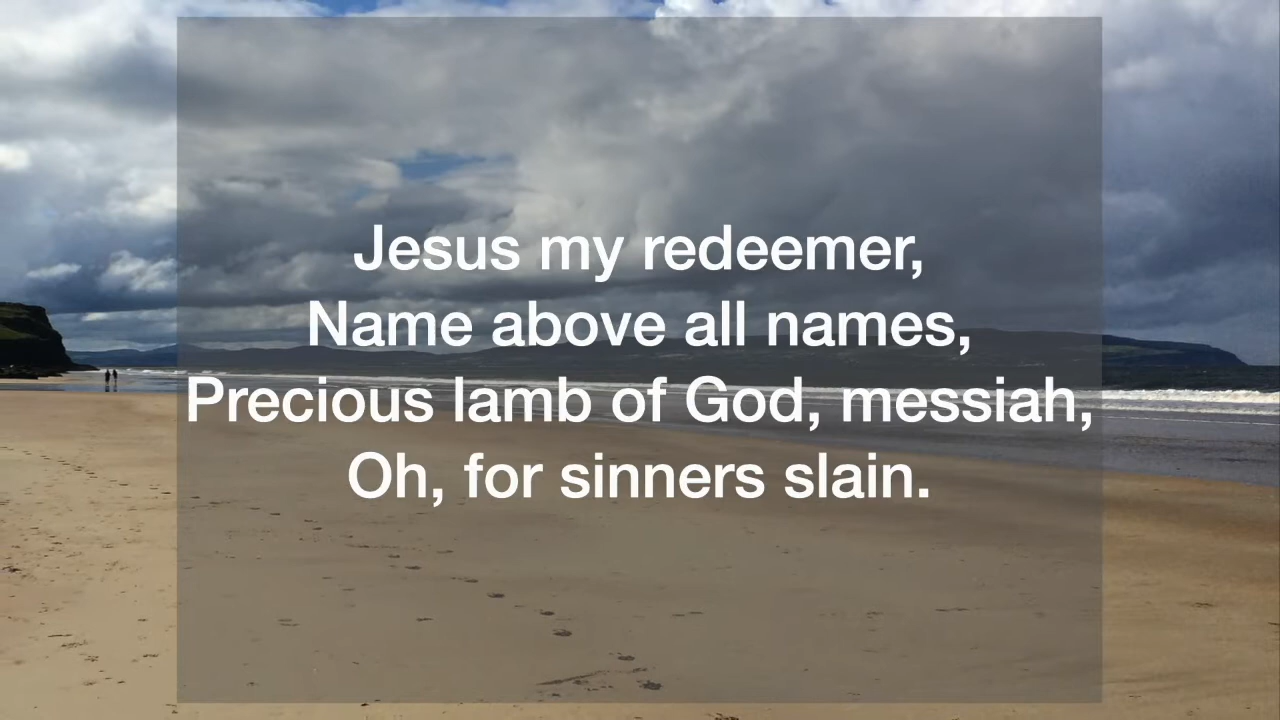 Jesus my redeemer,
Name above all names,
Precious lamb of God, messiah,
Oh, for sinners slain.